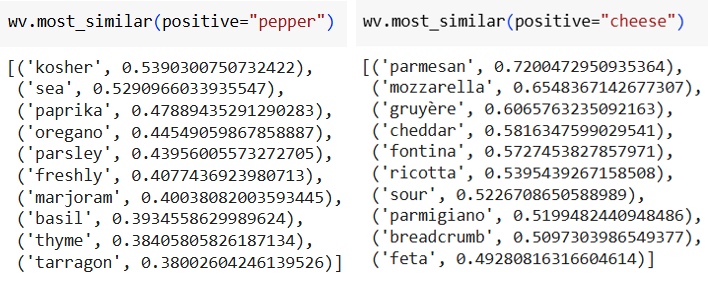 wv.most_similar(positive="pepper")
[('kosher', 0.5390300750732422),
('sea', 0.5290966033935547),
('paprika', 0.47889435291290283),
('oregano', 0.44549059867858887),
('parsley', 0.43956005573272705),
('freshly', 0.4077436923980713),
('marjoram', 0.40038082003593445),
('basil', 0.3934558629989624),
('thyme', 0.38405805826187134),
('tarragon', 0.38002604246139526)]
wv.most_similar(positive="cheese")
[('parmesan', 0.7200472950935364),
('mozzarella', 0.6548367142677307),
('gruyère', 0.6065763235092163),
('cheddar', 0.5816347599029541),
('fontina', 0.5727453827857971),
('ricotta', 0.5395439267158508),
('sour', 0.5226708650588989),
('parmigiano', 0.5199482440948486),
('breadcrumb', 0.5097303986549377),
('feta', 0.49280816316604614)]